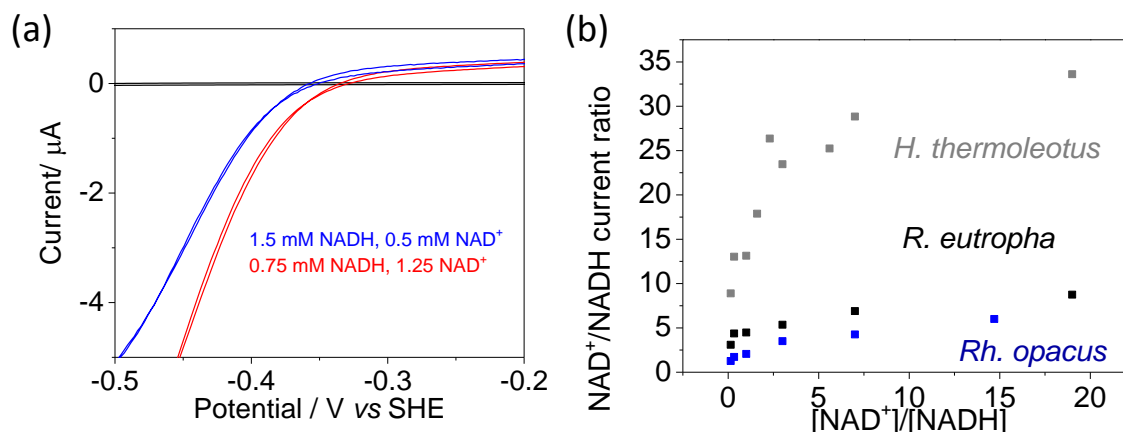 (a)
0
-2
-4
Current/ μA
1.5 mM NADH, 0.5 mM NAD⁺
0.75 mM NADH, 1.25 NAD⁺
-0.5
-0.4
-0.3
-0.2
Potential / V vs SHE
(b)
35
30
25
20
15
10
5
0
NAD⁺/NADH current ratio
H. thermoleotus
R. eutropha
Rh. opacus
0
5
10
15
20
[NAD⁺]/[NADH]